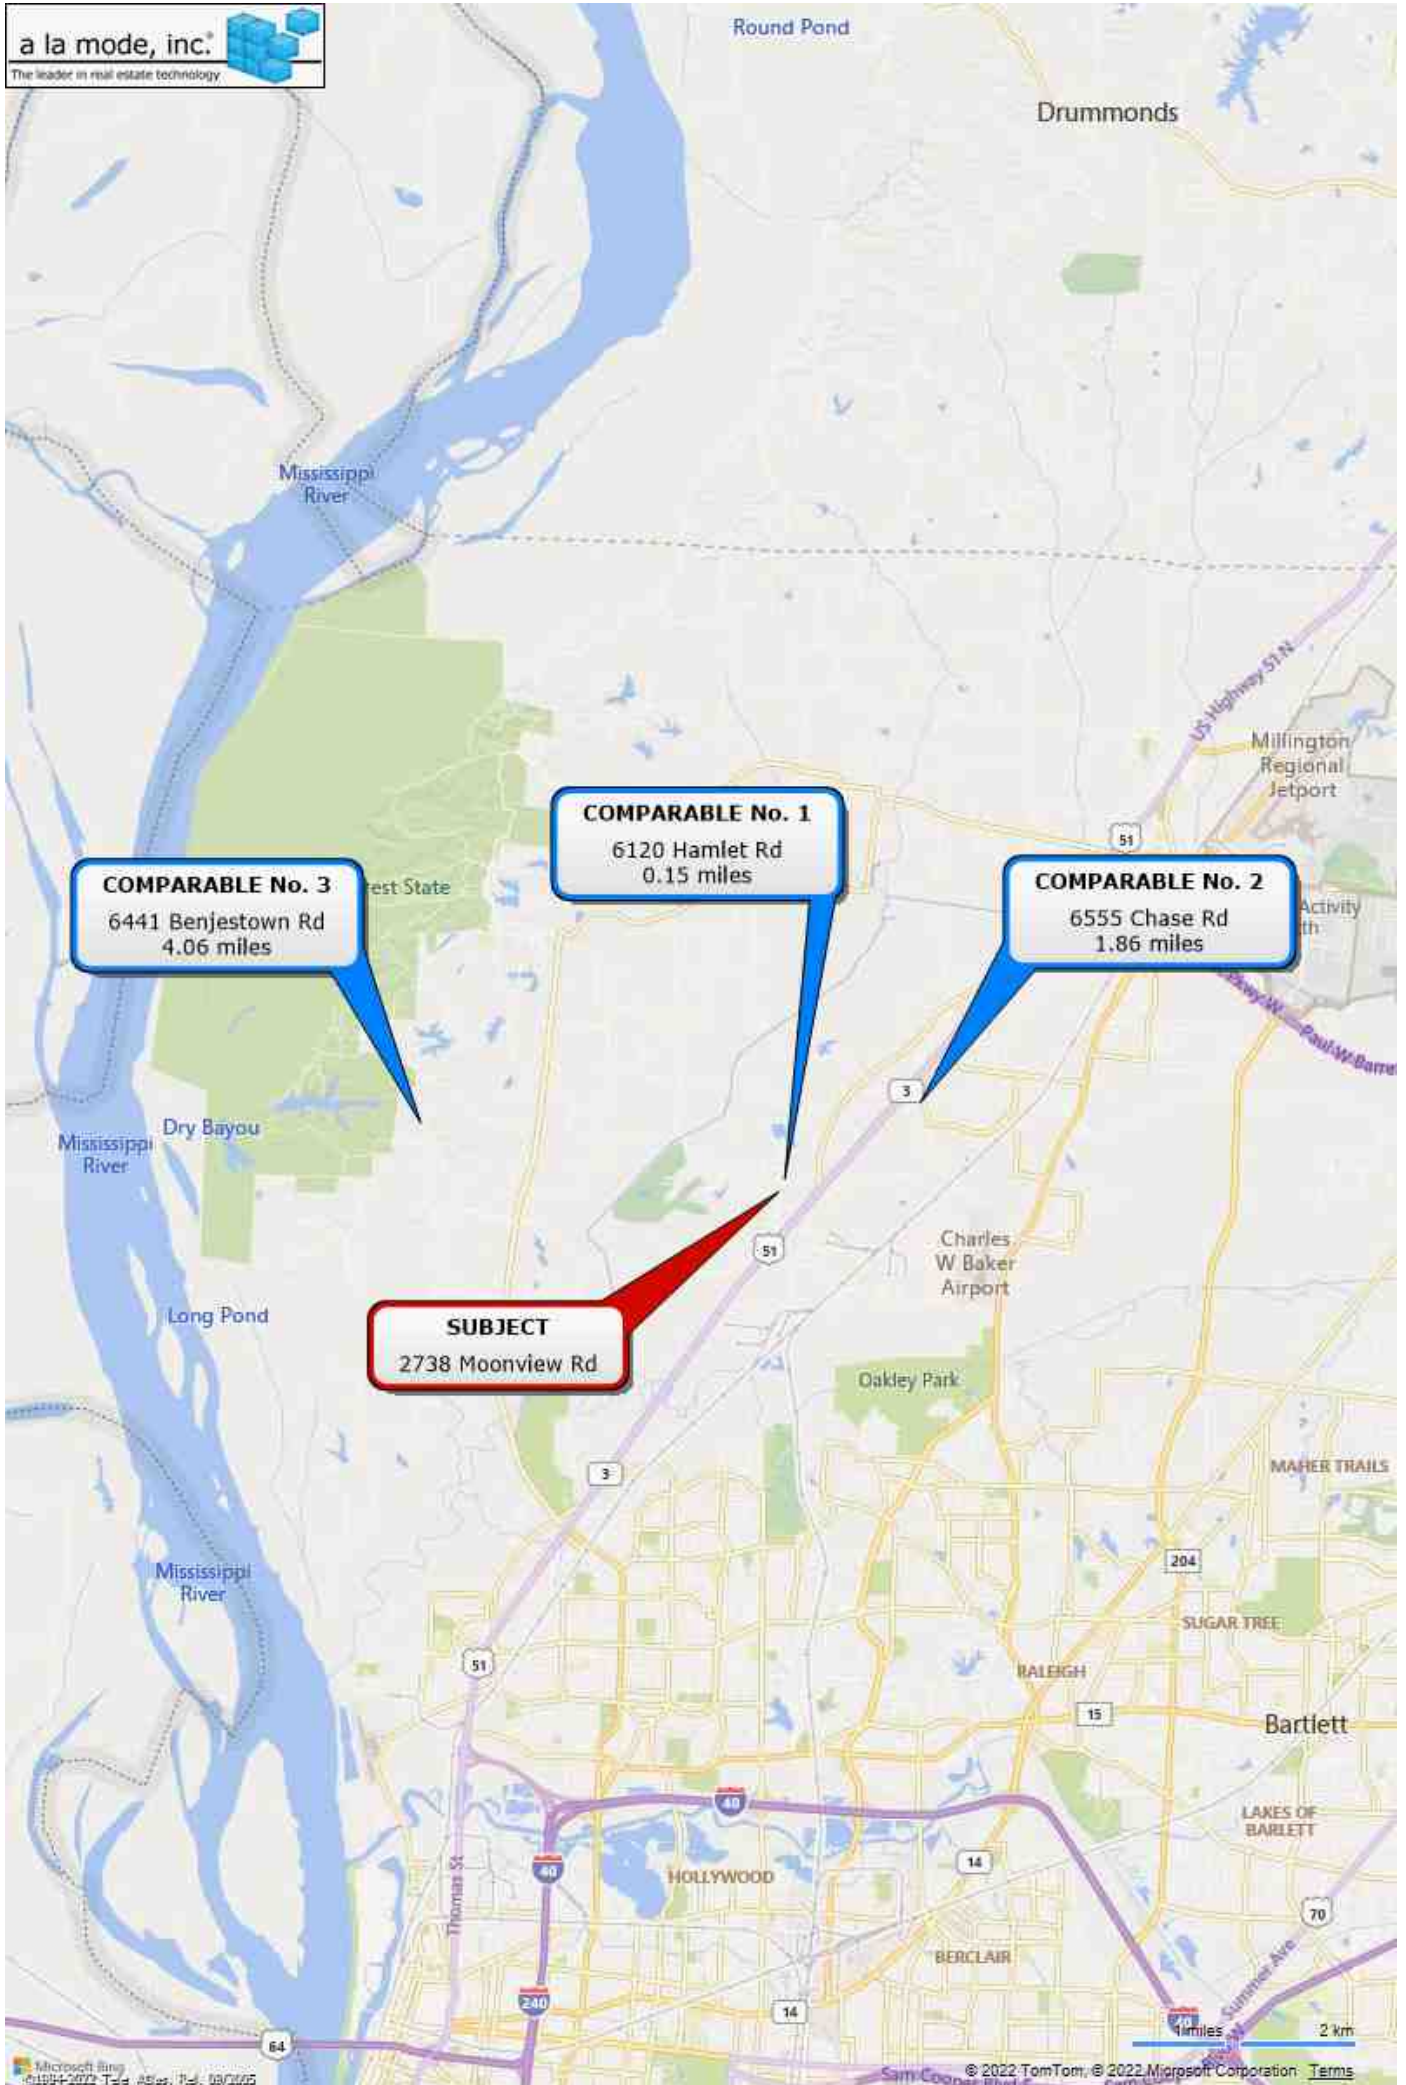 a la mode, inc.
The leader in real estate technology
Round Pond
Drummonds
Mississippi
River
US Highway 51 N
Millington
Regional
Jetport
51
COMPARABLE No. 1
6120 Hamlet Rd
0.15 miles
COMPARABLE No. 3
6441 Benjestown Rd
4.06 miles
rest State
COMPARABLE No. 2
6555 Chase Rd
1.86 miles
Activity
th
Pkwy W
Paul W Barre
3
Mississippi
River
Dry Bayou
51
Charles
W Baker
Airport
Long Pond
SUBJECT
2738 Moonview Rd
Oakley Park
3
MAHER TRAILS
204
Mississippi
River
SUGAR TREE
51
RALEIGH
15
Bartlett
40
LAKES OF
BARLETT
14
40
HOLLYWOOD
Thomas St
70
BERCLAIR
Summer Ave
240
14
40
1 miles
2 km
64
Microsoft Bing
© 2022 TomTom, © 2022 Microsoft Corporation Terms